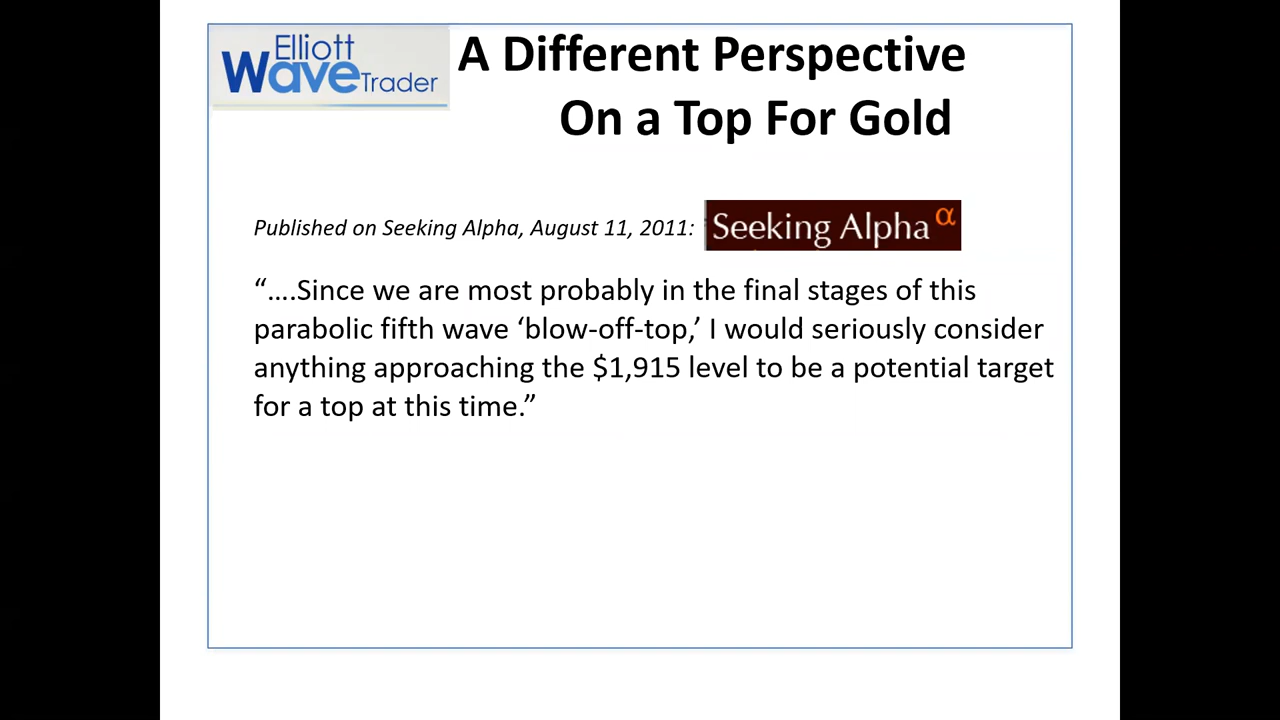 Elliott
WaveTrader
A Different Perspective
On a Top For Gold
Published on Seeking Alpha, August 11, 2011:
Seeking Alpha α
“....Since we are most probably in the final stages of this
parabolic fifth wave ‘blow-off-top,’ I would seriously consider
anything approaching the $1,915 level to be a potential target
for a top at this time.”